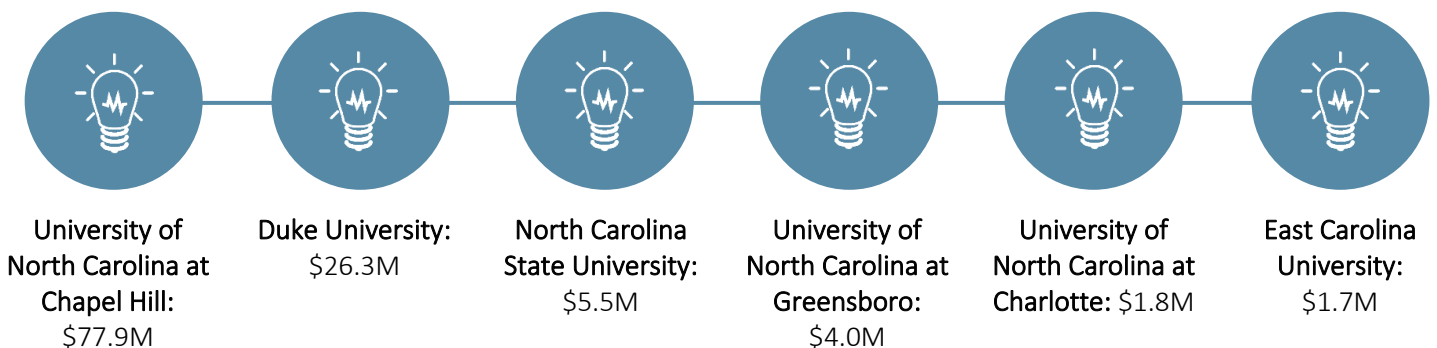 University of
North Carolina at
Chapel Hill:
$77.9M
Duke University:
$26.3M
North Carolina
State University:
$5.5M
University of
North Carolina at
Greensboro:
$4.0M
University of
North Carolina at
Charlotte: $1.8M
East Carolina
University:
$1.7M